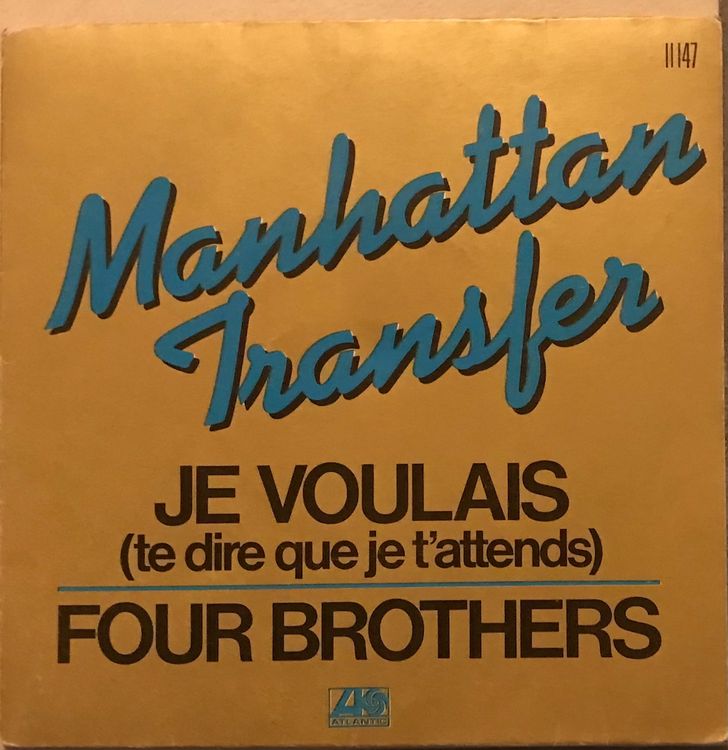 11147
Manhattan
Transfer
JE VOULAIS
(te dire que je t'attends)
FOUR BROTHERS
ATLANTIC